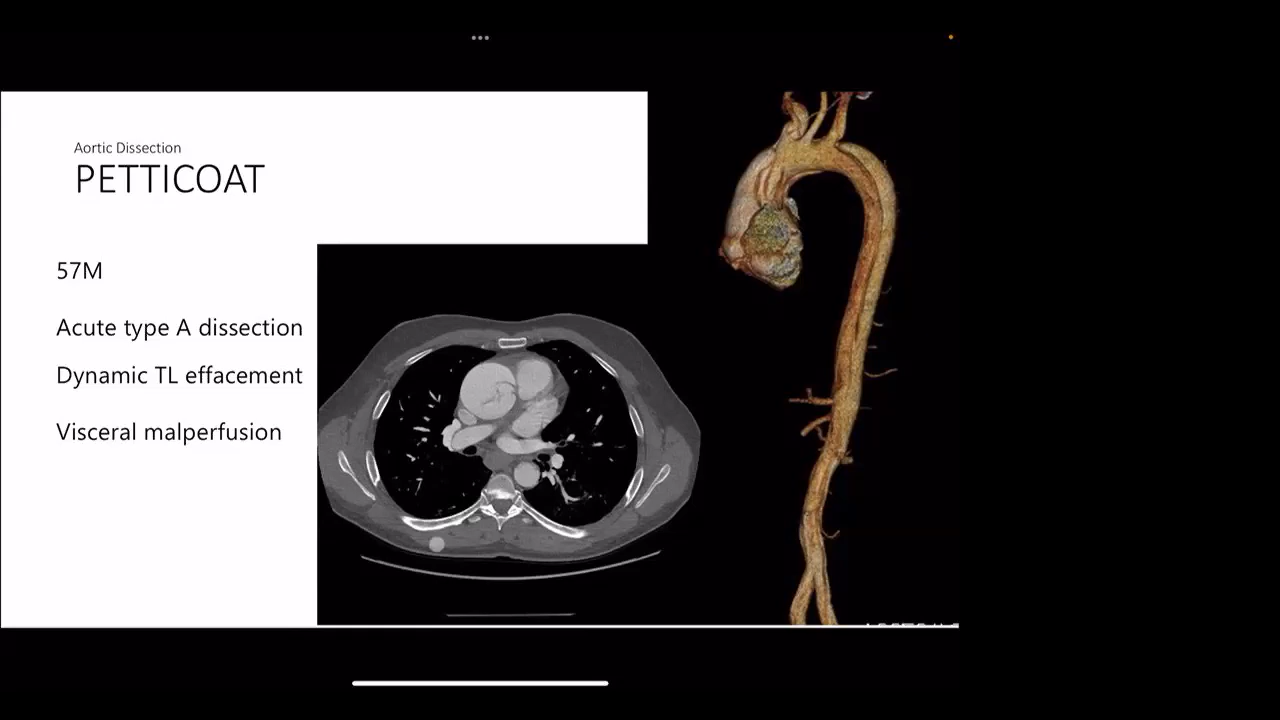 Aortic Dissection
PETTICOAT
57M
Acute type A dissection
Dynamic TL effacement
Visceral malperfusion